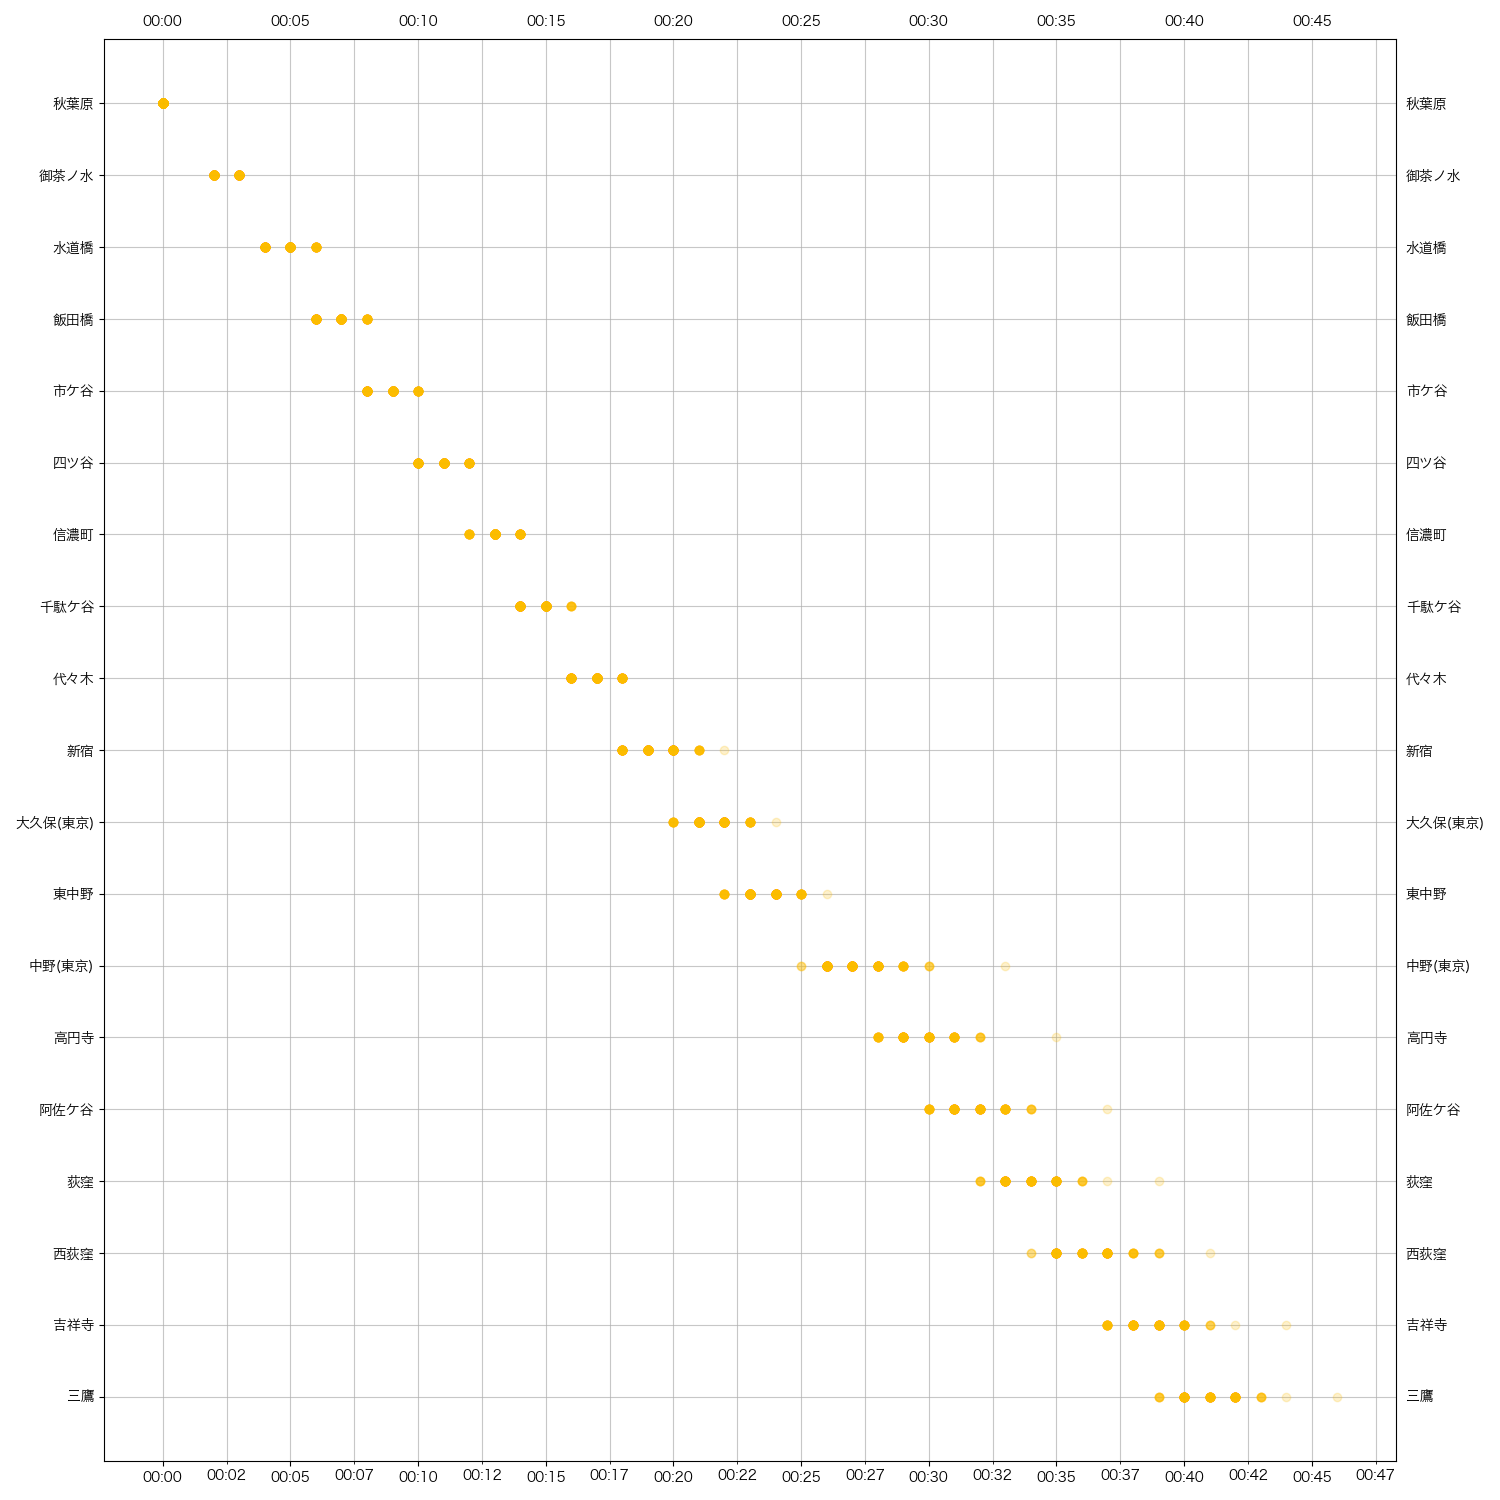 00:00 00:05 00:10 00:15 00:20 00:25 00:30 00:35 00:40 00:45
秋葉原 秋葉原
御茶ノ水 御茶ノ水
水道橋 水道橋
飯田橋 飯田橋
市ケ谷 市ケ谷
四ツ谷 四ツ谷
信濃町 信濃町
千駄ケ谷 千駄ケ谷
代々木 代々木
新宿 新宿
大久保(東京) 大久保(東京)
東中野 東中野
中野(東京) 中野(東京)
高円寺 高円寺
阿佐ケ谷 阿佐ケ谷
荻窪 荻窪
西荻窪 西荻窪
吉祥寺 吉祥寺
三鷹 三鷹
00:00 00:02 00:05 00:07 00:10 00:12 00:15 00:17 00:20 00:22 00:25 00:27 00:30 00:32 00:35 00:37 00:40 00:42 00:45 00:47